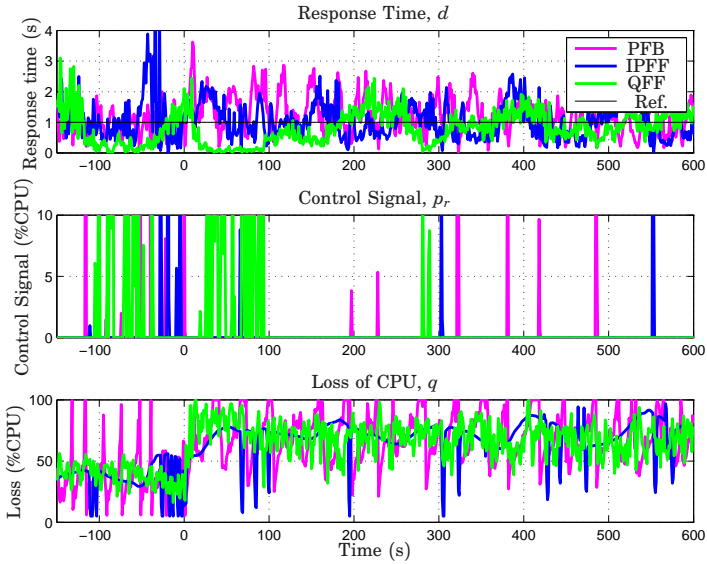 Response Time, d
Response time (s)
4
3
2
1
0
PFB
IPFF
QFF
Ref.
−100 0 100 200 300 400 500 600
Control Signal, p_r
Control Signal (%CPU)
10
5
0
−100 0 100 200 300 400 500 600
Loss of CPU, q
Loss (%CPU)
100
50
0
−100 0 100 200 300 400 500 600
Time (s)